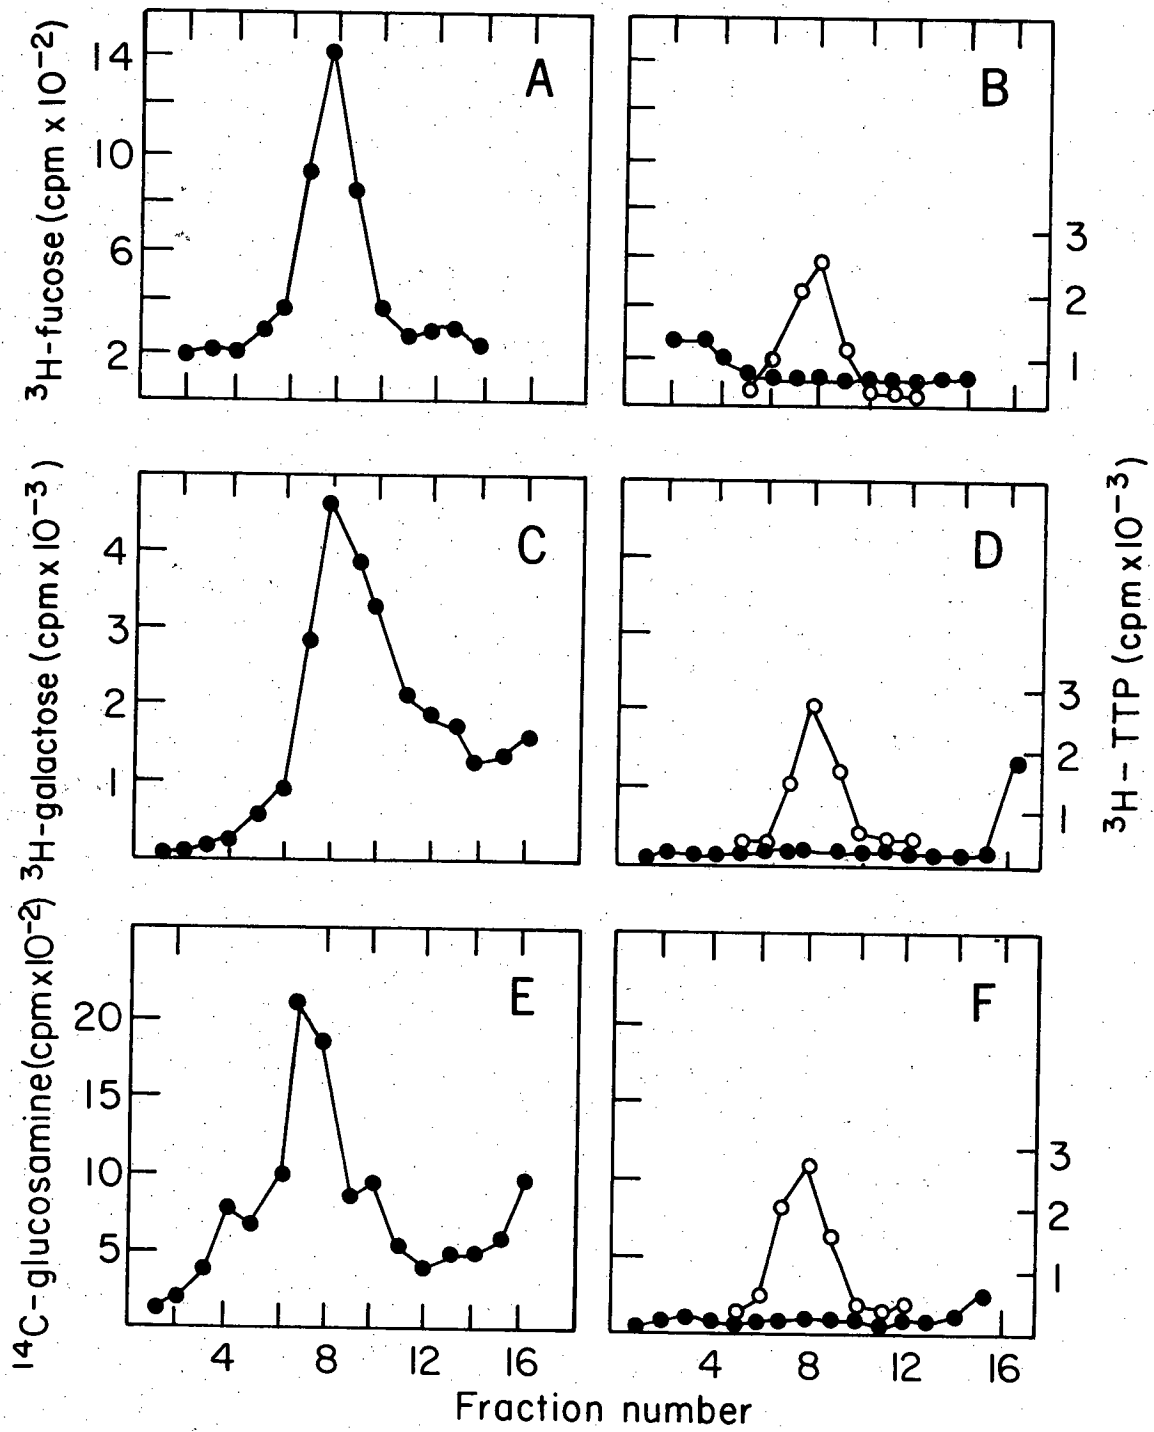 ³H-fucose (cpm x 10⁻²)
14
10
6
2
A
B
3
2
1
³H-galactose (cpm x 10⁻³)
4
3
2
1
C
D
3
2
1
³H-TTP (cpm x 10⁻³)
¹⁴C-glucosamine (cpm x 10⁻²)
20
15
10
5
E
F
3
2
1
4 8 12 16
4 8 12 16
Fraction number